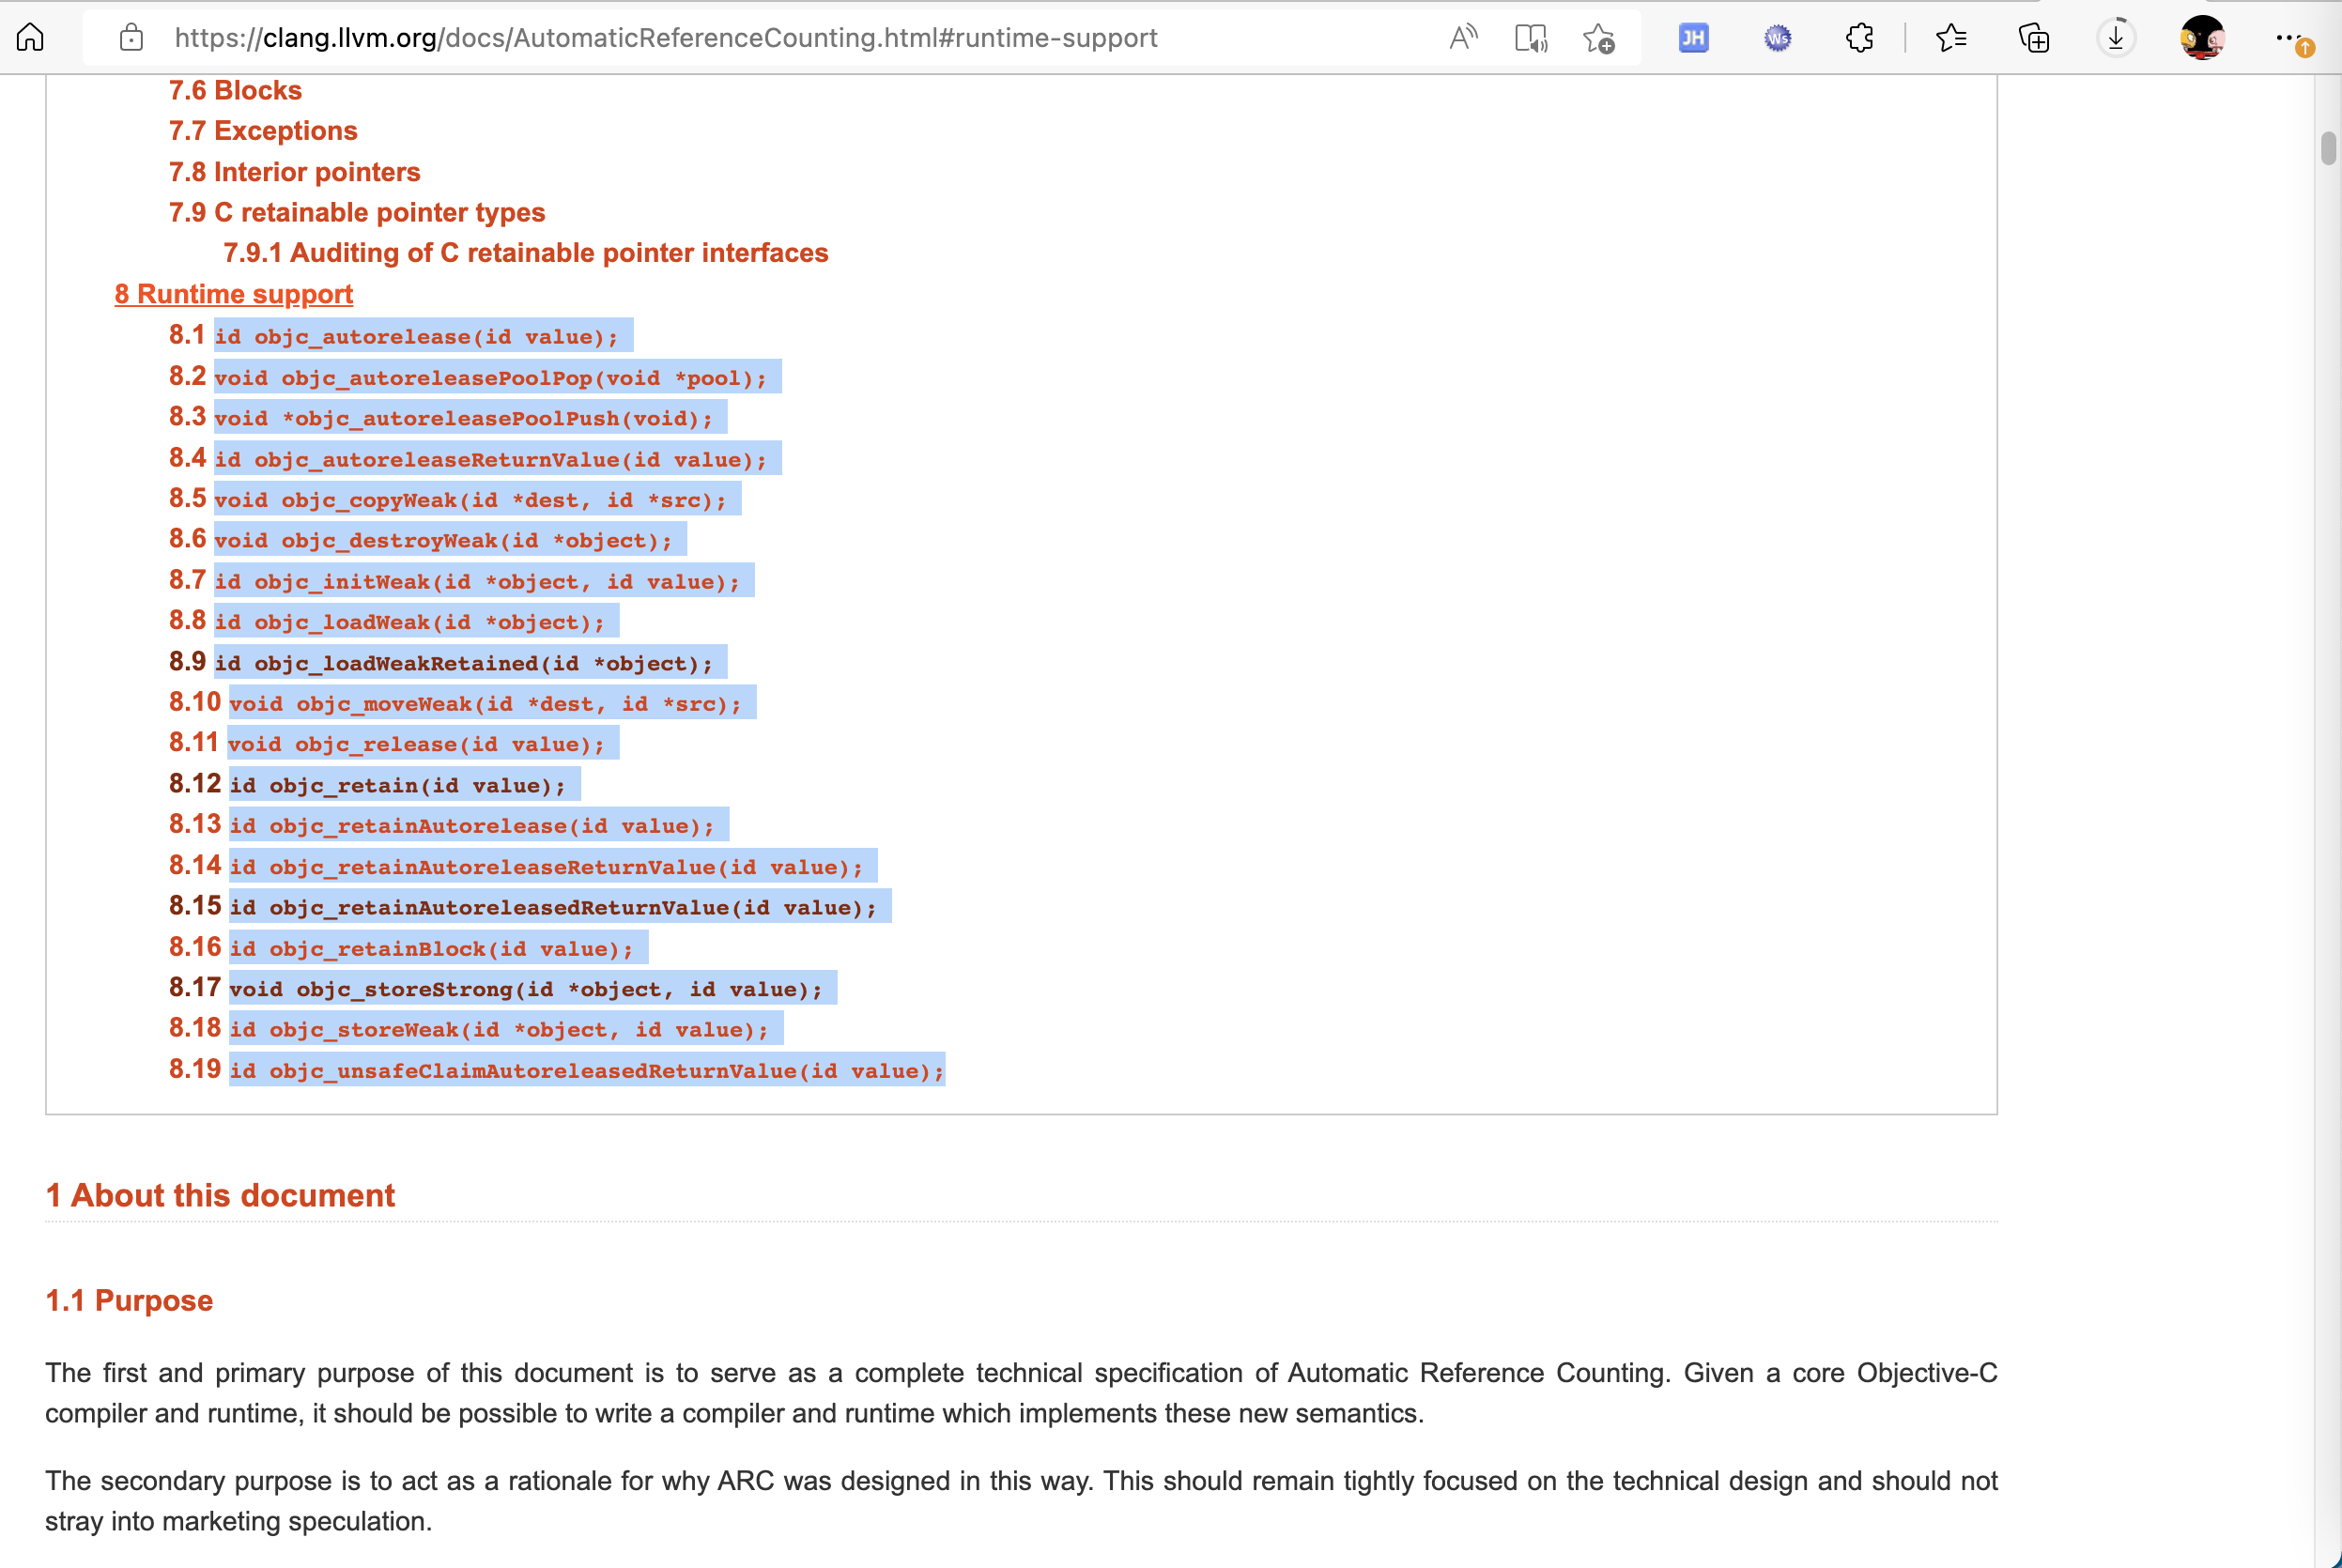 https://clang.llvm.org/docs/AutomaticReferenceCounting.html#runtime-support
JH
Ws
7.6 Blocks
7.7 Exceptions
7.8 Interior pointers
7.9 C retainable pointer types
7.9.1 Auditing of C retainable pointer interfaces
8 Runtime support
8.1 id objc_autorelease(id value);
8.2 void objc_autoreleasePoolPop(void *pool);
8.3 void *objc_autoreleasePoolPush(void);
8.4 id objc_autoreleaseReturnValue(id value);
8.5 void objc_copyWeak(id *dest, id *src);
8.6 void objc_destroyWeak(id *object);
8.7 id objc_initWeak(id *object, id value);
8.8 id objc_loadWeak(id *object);
8.9 id objc_loadWeakRetained(id *object);
8.10 void objc_moveWeak(id *dest, id *src);
8.11 void objc_release(id value);
8.12 id objc_retain(id value);
8.13 id objc_retainAutorelease(id value);
8.14 id objc_retainAutoreleaseReturnValue(id value);
8.15 id objc_retainAutoreleasedReturnValue(id value);
8.16 id objc_retainBlock(id value);
8.17 void objc_storeStrong(id *object, id value);
8.18 id objc_storeWeak(id *object, id value);
8.19 id objc_unsafeClaimAutoreleasedReturnValue(id value);
1 About this document
1.1 Purpose
The first and primary purpose of this document is to serve as a complete technical specification of Automatic Reference Counting. Given a core Objective-C
compiler and runtime, it should be possible to write a compiler and runtime which implements these new semantics.
The secondary purpose is to act as a rationale for why ARC was designed in this way. This should remain tightly focused on the technical design and should not
stray into marketing speculation.